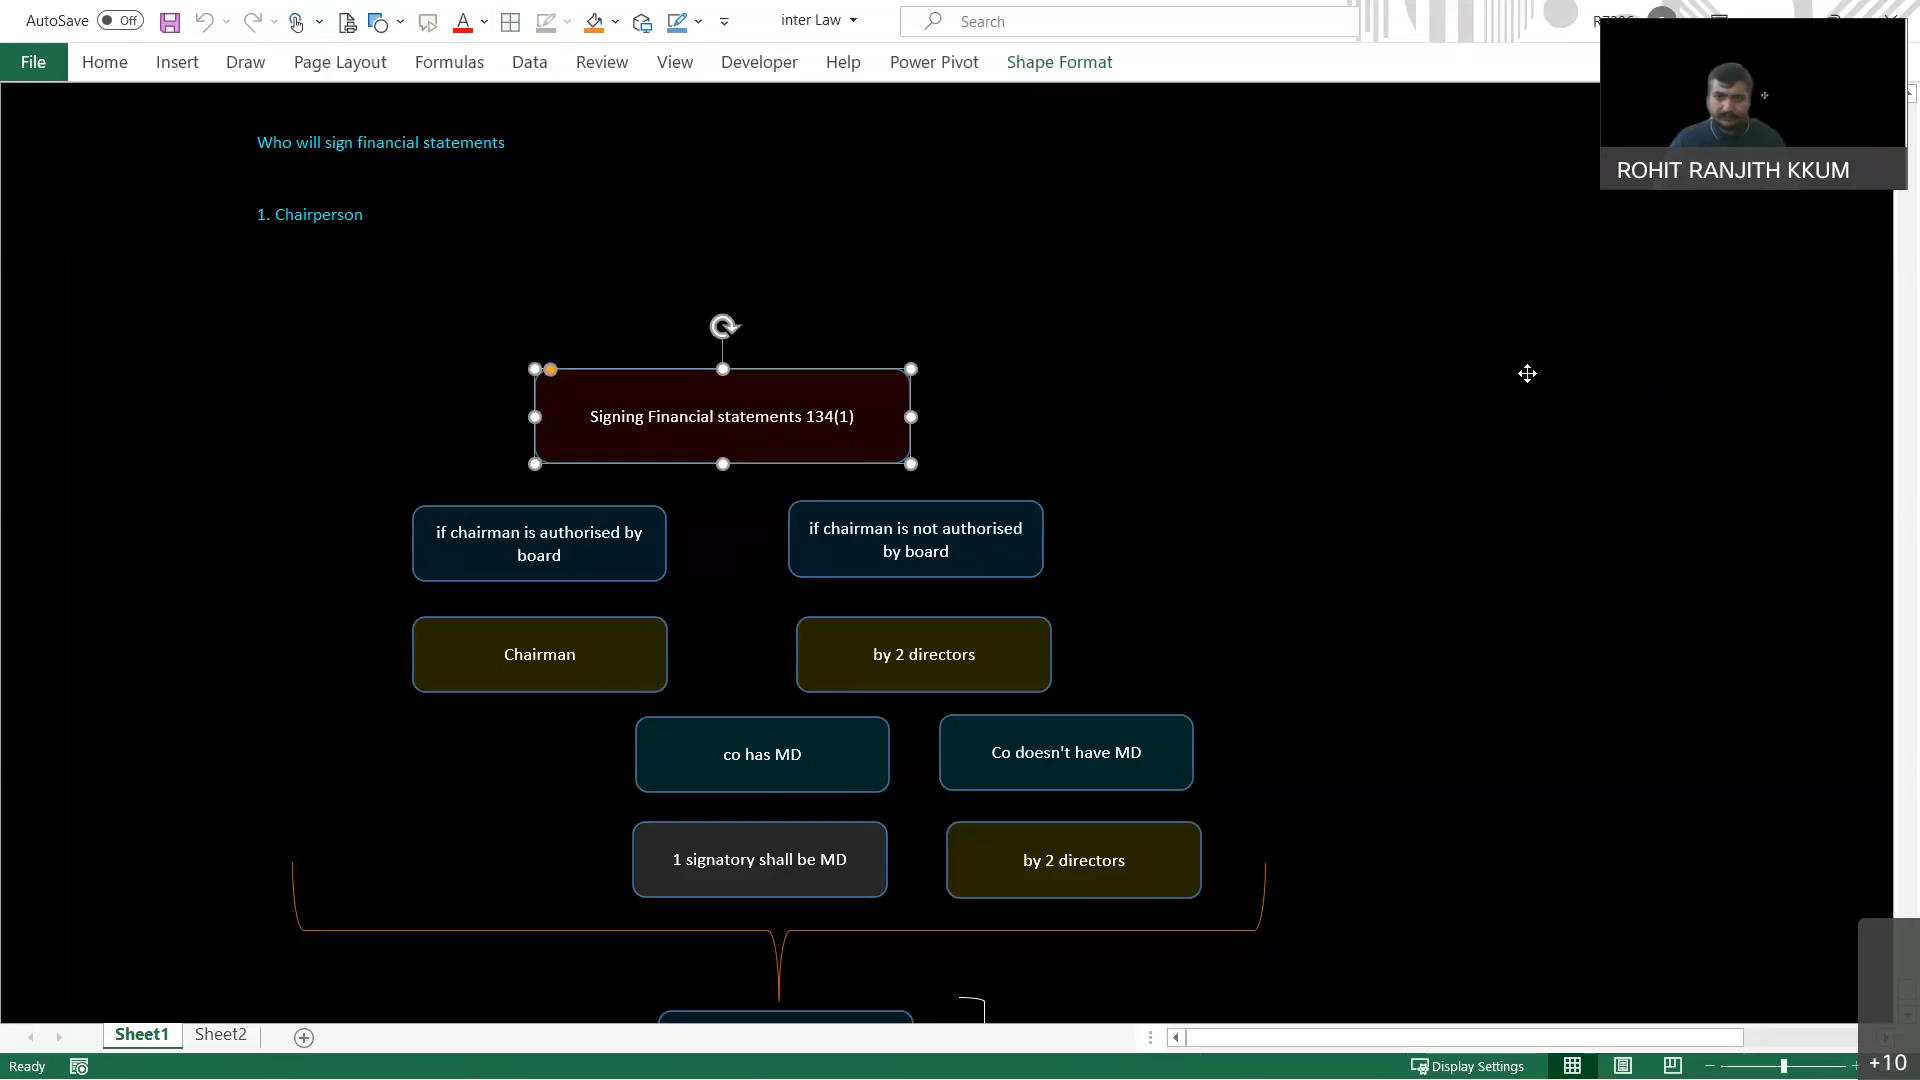 AutoSave Off
inter Law
Search
File Home Insert Draw Page Layout Formulas Data Review View Developer Help Power Pivot Shape Format
ROHIT RANJITH KKUM
Who will sign financial statements
1. Chairperson
Signing Financial statements 134(1)
if chairman is authorised by
board
if chairman is not authorised
by board
Chairman
by 2 directors
co has MD
Co doesn't have MD
1 signatory shall be MD
by 2 directors
Sheet1 Sheet2
Ready
Display Settings
+10